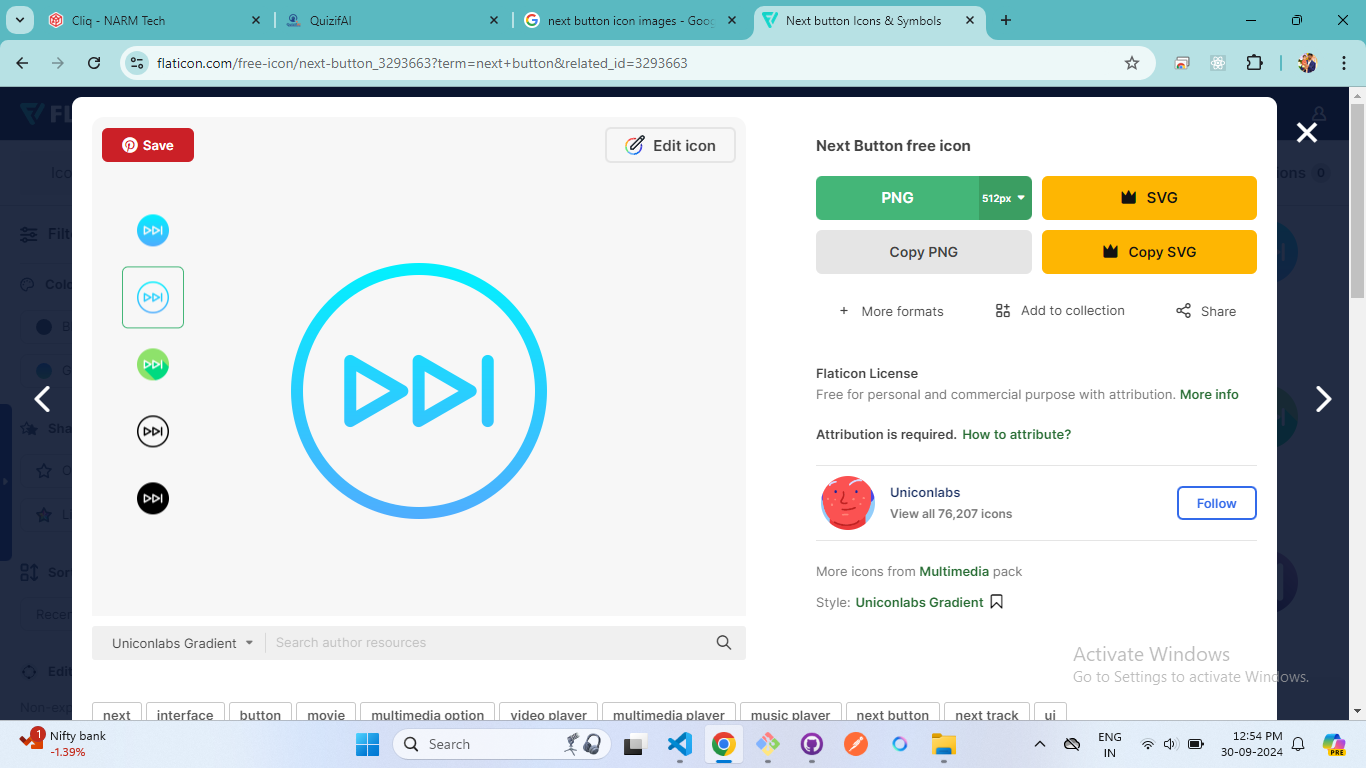 Cliq - NARM Tech
QuizifAI
next button icon images - Goog
Next button Icons & Symbols
flaticon.com/free-icon/next-button_3293663?term=next+button&related_id=3293663
FL
Save
Edit icon
Next Button free icon
PNG
512px
SVG
Copy PNG
Copy SVG
+ More formats
Add to collection
Share
Flaticon License
Free for personal and commercial purpose with attribution. More info
Attribution is required. How to attribute?
Uniconlabs
View all 76,207 icons
Follow
More icons from Multimedia pack
Style: Uniconlabs Gradient
Uniconlabs Gradient
Search author resources
Activate Windows
Go to Settings to activate Windows.
next
interface
button
movie
multimedia option
video player
multimedia player
music player
next button
next track
ui
1
Nifty bank
-1.39%
Search
PRE
ENG
IN
12:54 PM
30-09-2024